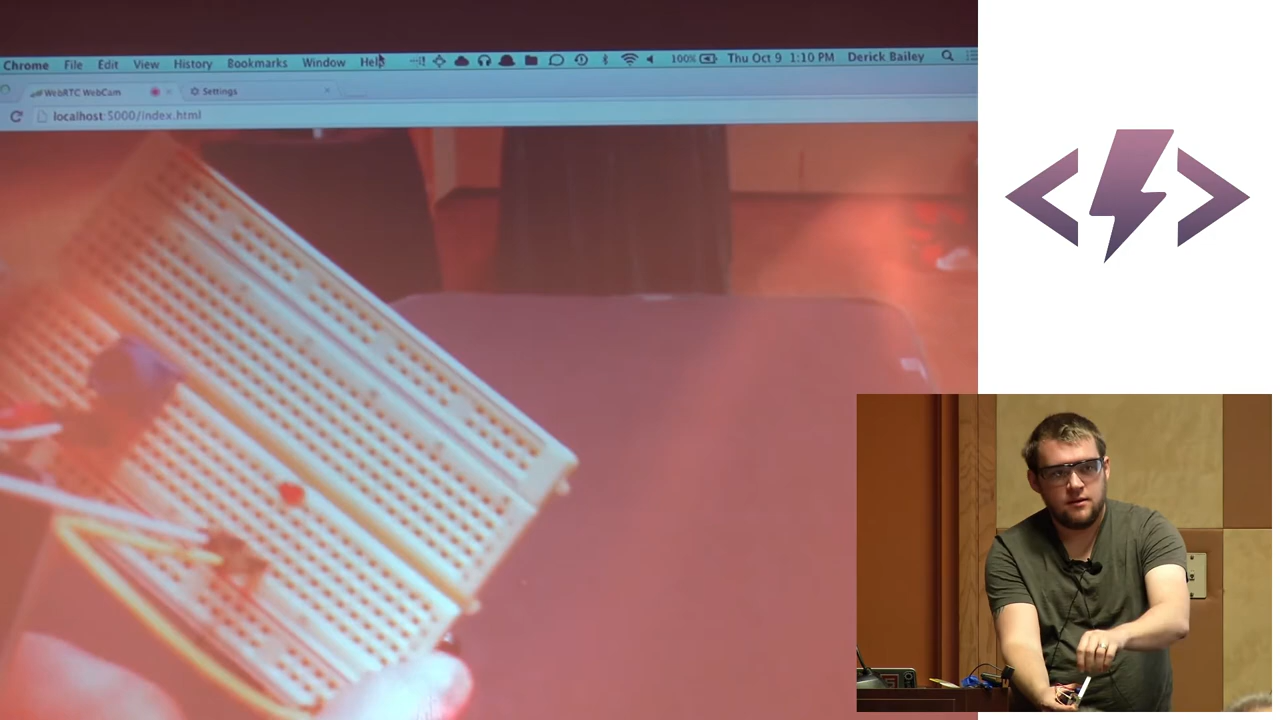 Chrome File Edit View History Bookmarks Window Help 100% Thu Oct 9 1:10 PM Derick Bailey
WebRTC WebCam Settings
localhost:5000/index.html